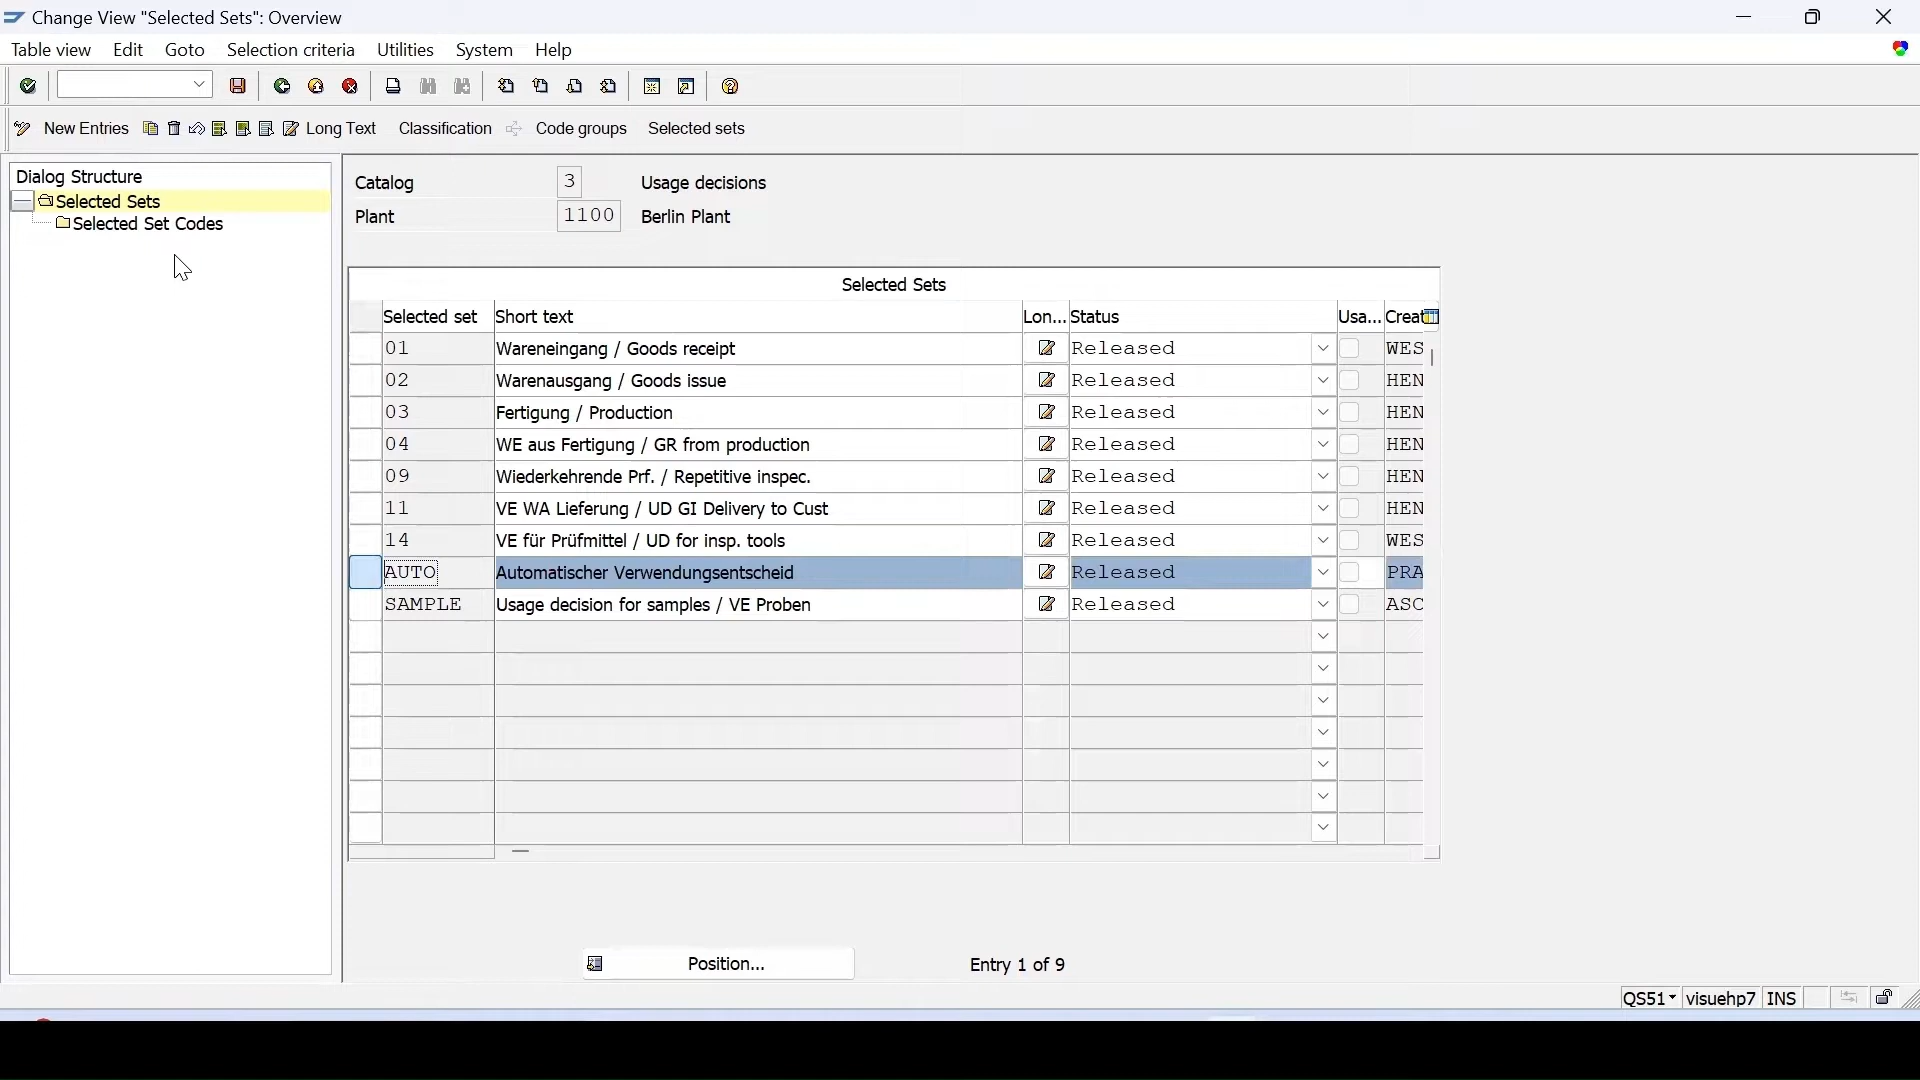 Change View "Selected Sets": Overview
Table view Edit Goto Selection criteria Utilities System Help
New Entries Long Text Classification Code groups Selected sets
Dialog Structure
Selected Sets
Selected Set Codes
Catalog 3 Usage decisions
Plant 1100 Berlin Plant
Selected Sets
Selected set Short text Lon... Status Usa... Creat
01 Wareneingang / Goods receipt Released WES
02 Warenausgang / Goods issue Released HEN
03 Fertigung / Production Released HEN
04 WE aus Fertigung / GR from production Released HEN
09 Wiederkehrende Prf. / Repetitive inspec. Released HEN
11 VE WA Lieferung / UD GI Delivery to Cust Released HEN
14 VE für Prüfmittel / UD for insp. tools Released WES
AUTO Automatischer Verwendungsentscheid Released PRA
SAMPLE Usage decision for samples / VE Proben Released ASC
Position... Entry 1 of 9
QS51 visuehp7 INS